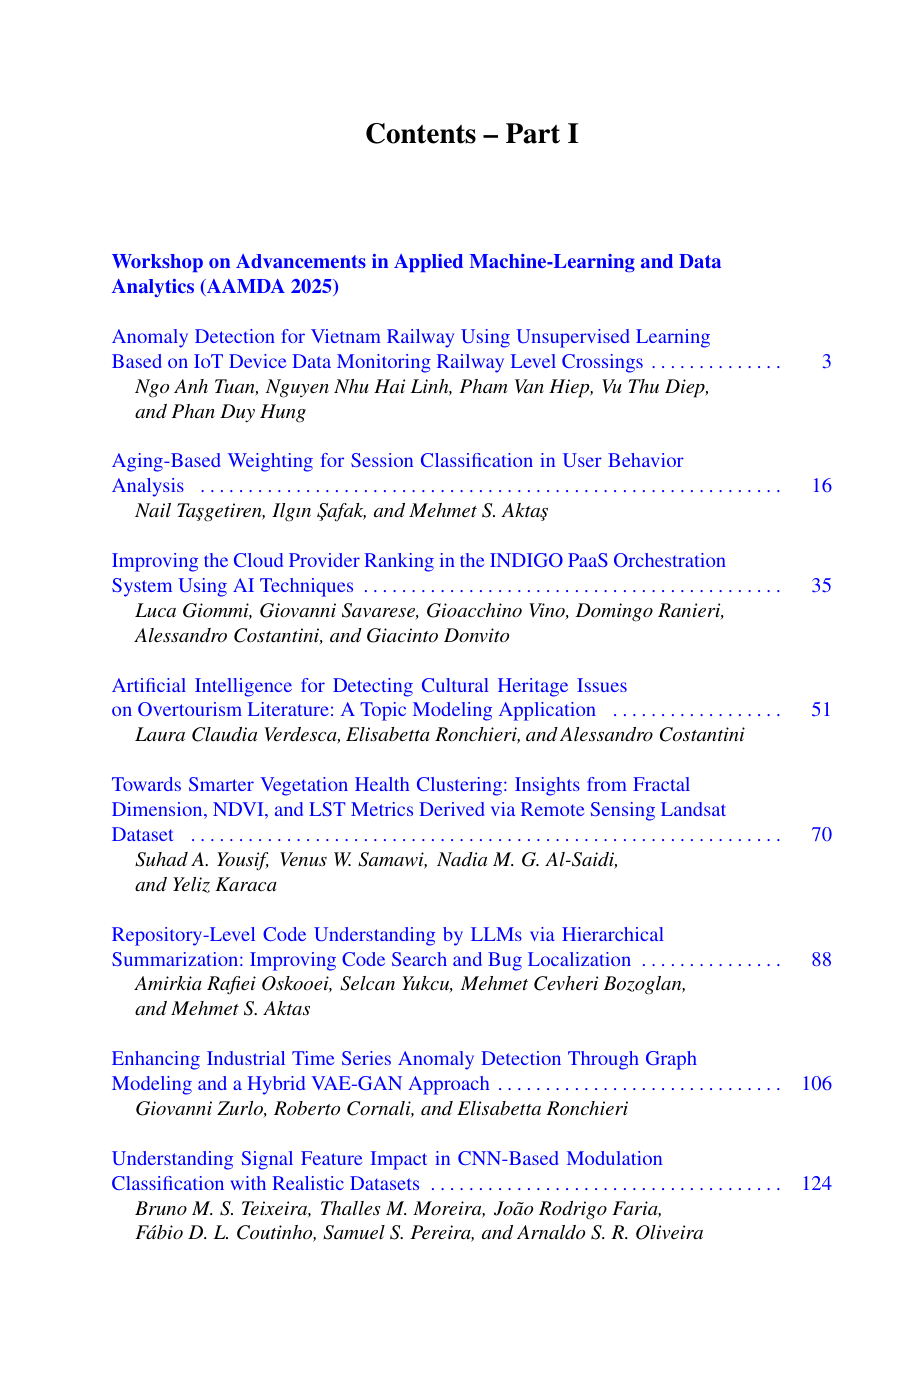 Contents – Part I
Workshop on Advancements in Applied Machine-Learning and Data
Analytics (AAMDA 2025)
Anomaly Detection for Vietnam Railway Using Unsupervised Learning
Based on IoT Device Data Monitoring Railway Level Crossings . . . . . . . . . . . . . . 3
Ngo Anh Tuan, Nguyen Nhu Hai Linh, Pham Van Hiep, Vu Thu Diep,
and Phan Duy Hung
Aging-Based Weighting for Session Classification in User Behavior
Analysis . . . . . . . . . . . . . . . . . . . . . . . . . . . . . . . . . . . . . . . . . . . . . . . . . . . . . . . . . . . . . 16
Nail Taşgetiren, Ilgın Şafak, and Mehmet S. Aktaş
Improving the Cloud Provider Ranking in the INDIGO PaaS Orchestration
System Using AI Techniques . . . . . . . . . . . . . . . . . . . . . . . . . . . . . . . . . . . . . . . . . . . . 35
Luca Giommi, Giovanni Savarese, Gioacchino Vino, Domingo Ranieri,
Alessandro Costantini, and Giacinto Donvito
Artificial Intelligence for Detecting Cultural Heritage Issues
on Overtourism Literature: A Topic Modeling Application . . . . . . . . . . . . . . . . . . 51
Laura Claudia Verdesca, Elisabetta Ronchieri, and Alessandro Costantini
Towards Smarter Vegetation Health Clustering: Insights from Fractal
Dimension, NDVI, and LST Metrics Derived via Remote Sensing Landsat
Dataset . . . . . . . . . . . . . . . . . . . . . . . . . . . . . . . . . . . . . . . . . . . . . . . . . . . . . . . . . . . . . . 70
Suhad A. Yousif, Venus W. Samawi, Nadia M. G. Al-Saidi,
and Yeliz Karaca
Repository-Level Code Understanding by LLMs via Hierarchical
Summarization: Improving Code Search and Bug Localization . . . . . . . . . . . . . . . 88
Amirkia Rafiei Oskooei, Selcan Yukcu, Mehmet Cevheri Bozoglan,
and Mehmet S. Aktas
Enhancing Industrial Time Series Anomaly Detection Through Graph
Modeling and a Hybrid VAE-GAN Approach . . . . . . . . . . . . . . . . . . . . . . . . . . . . . . 106
Giovanni Zurlo, Roberto Cornali, and Elisabetta Ronchieri
Understanding Signal Feature Impact in CNN-Based Modulation
Classification with Realistic Datasets . . . . . . . . . . . . . . . . . . . . . . . . . . . . . . . . . . . . . 124
Bruno M. S. Teixeira, Thalles M. Moreira, João Rodrigo Faria,
Fábio D. L. Coutinho, Samuel S. Pereira, and Arnaldo S. R. Oliveira